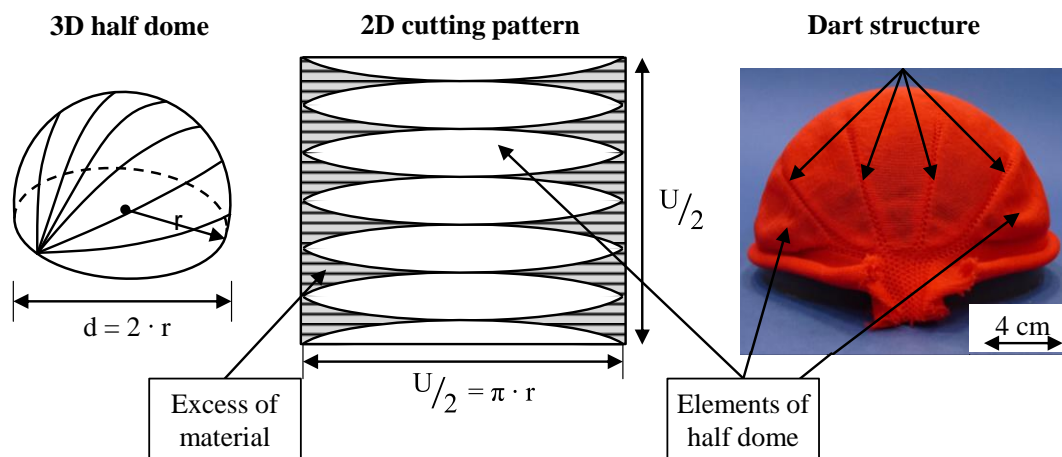 3D half dome
2D cutting pattern
Dart structure
r
d = 2 · r
U/2
U/2 = π · r
4 cm
Excess of
material
Elements of
half dome